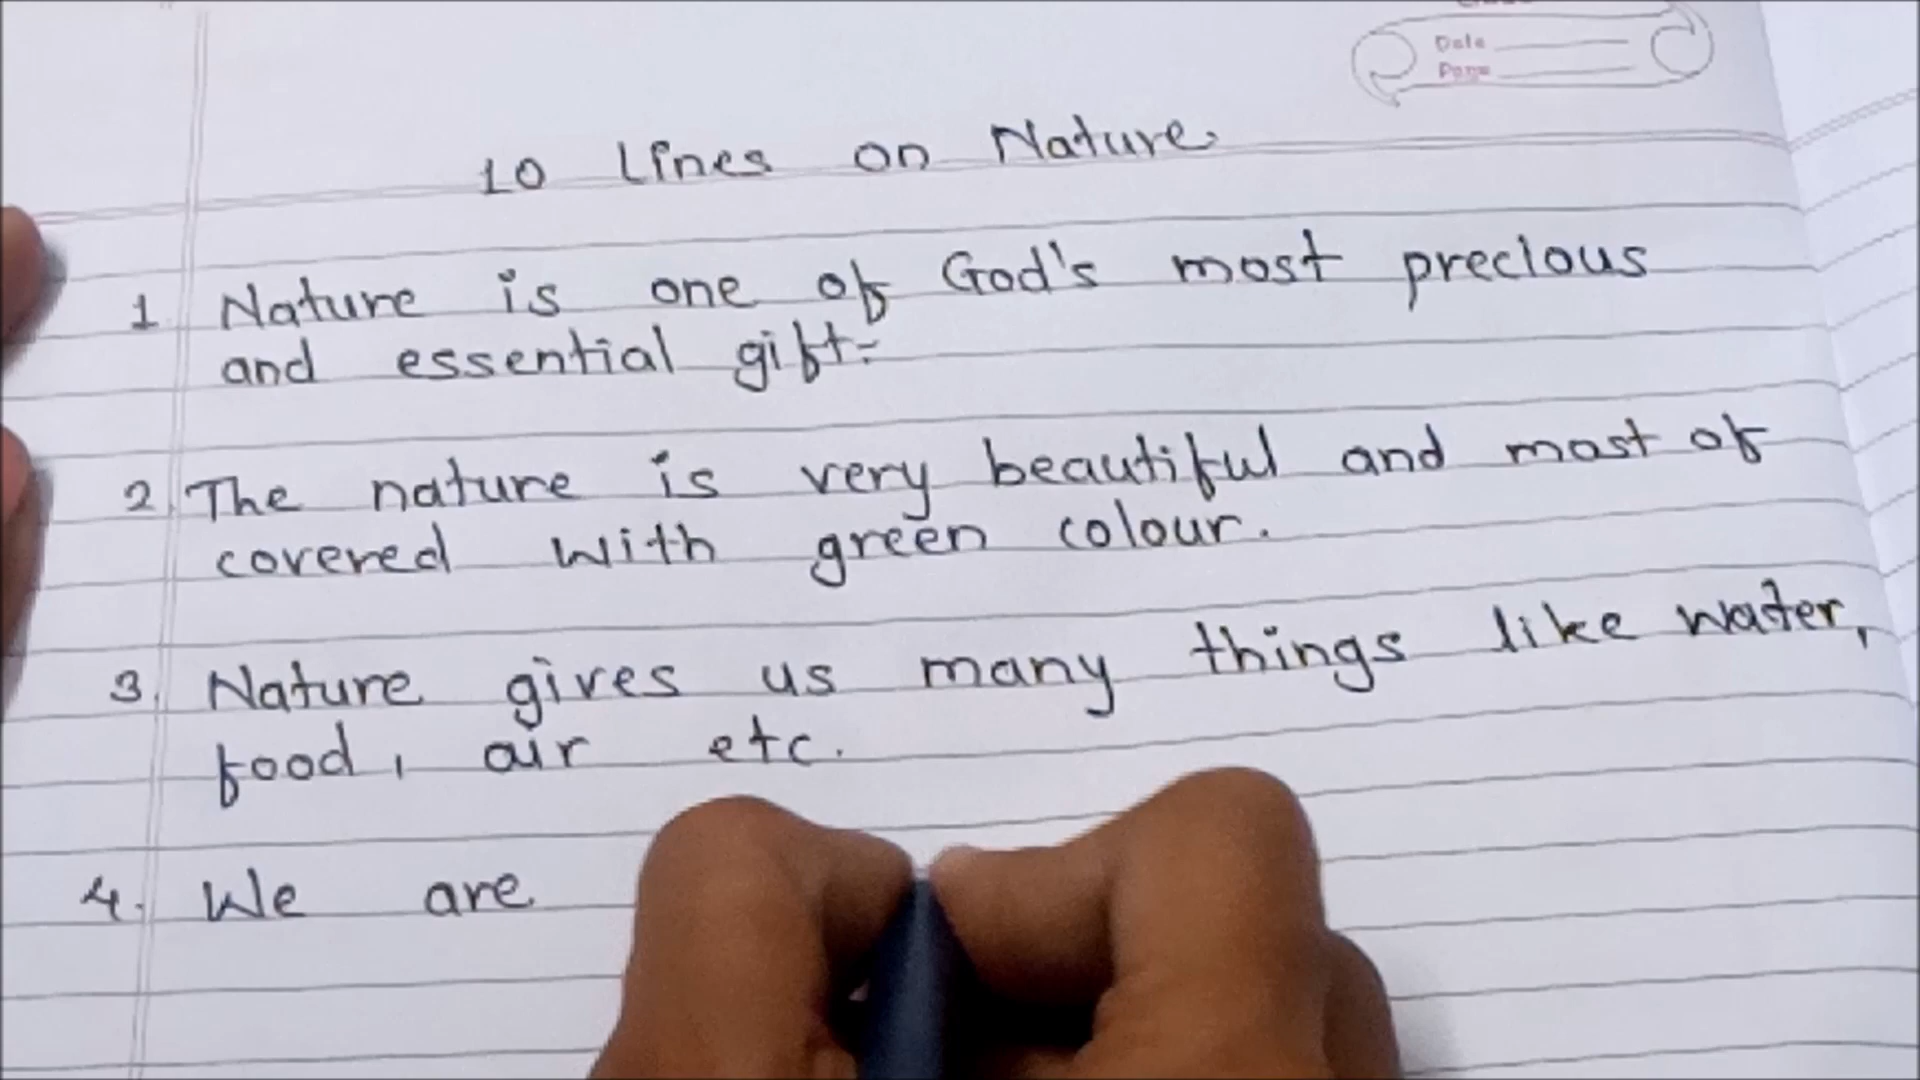 Date
Page
10 Lines on Nature.
1. Nature is one of God's most precious
and essential gift.
2. The nature is very beautiful and most of
covered with green colour.
3. Nature gives us many things like water,
food, air etc.
4. We are